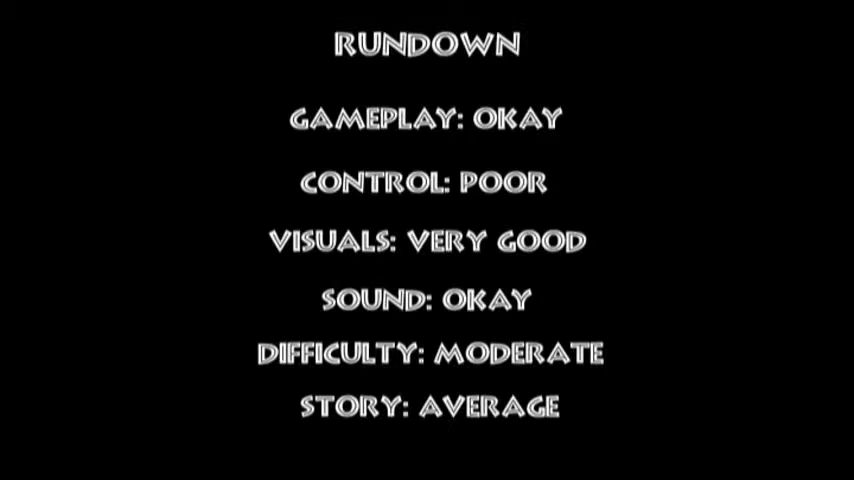 RUNDOWN
GAMEPLAY: OKAY
CONTROL: POOR
VISUALS: VERY GOOD
SOUND: OKAY
DIFFICULTY: MODERATE
STORY: AVERAGE